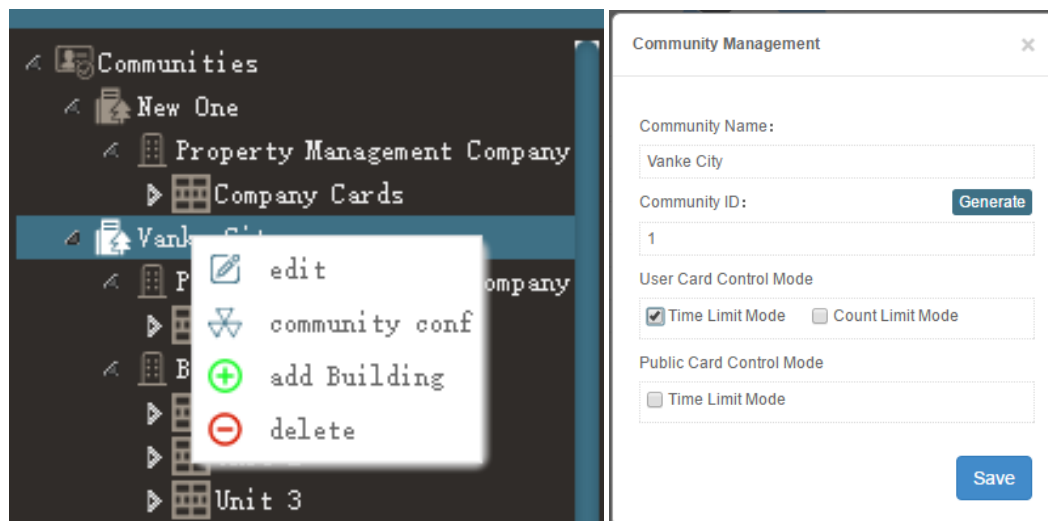 Communities
New One
Property Management Company
Company Cards
edit
community conf
add Building
delete
ompany
Unit 3
Community Management
Community Name：
Vanke City
Community ID：
Generate
1
User Card Control Mode
Time Limit Mode
Count Limit Mode
Public Card Control Mode
Time Limit Mode
Save